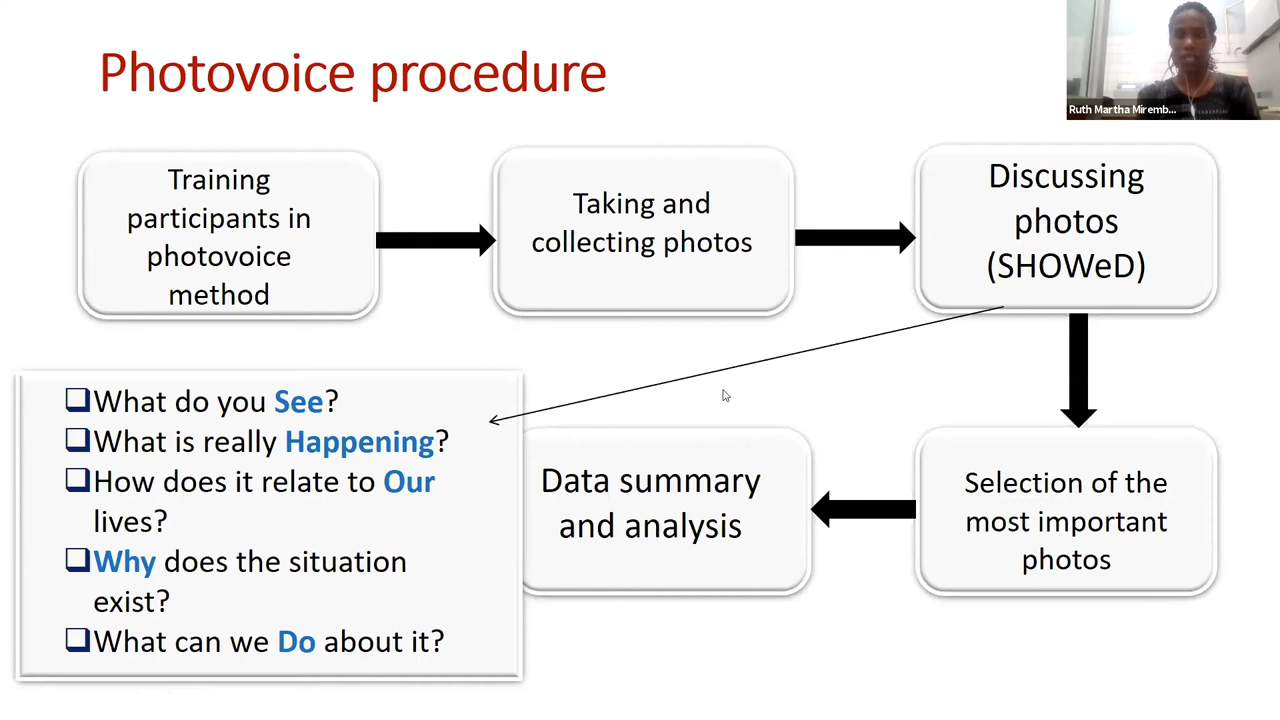 Photovoice procedure
Ruth Martha Miremb...
Training
participants in
photovoice
method
Taking and
collecting photos
Discussing
photos
(SHOWeD)
What do you See?
What is really Happening?
How does it relate to Our
lives?
Why does the situation
exist?
What can we Do about it?
Data summary
and analysis
Selection of the
most important
photos